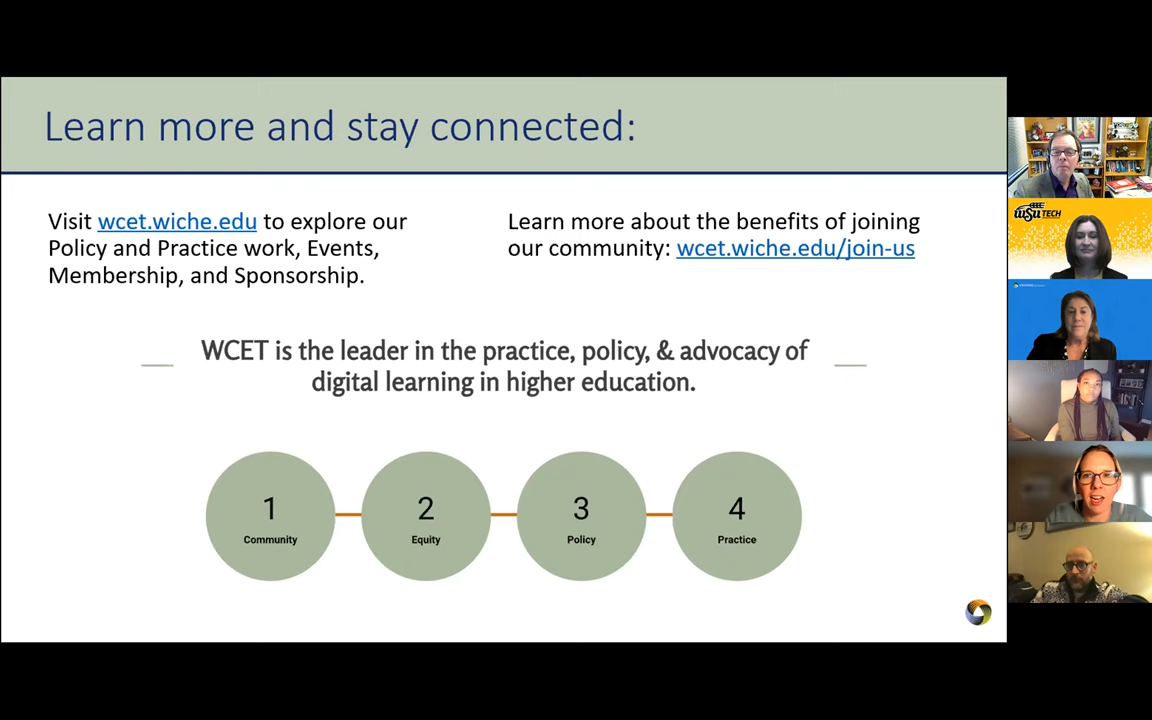 Learn more and stay connected:
Visit wcet.wiche.edu to explore our
Policy and Practice work, Events,
Membership, and Sponsorship.
Learn more about the benefits of joining
our community: wcet.wiche.edu/join-us
WCET is the leader in the practice, policy, & advocacy of
digital learning in higher education.
1
Community
2
Equity
3
Policy
4
Practice
WSU TECH